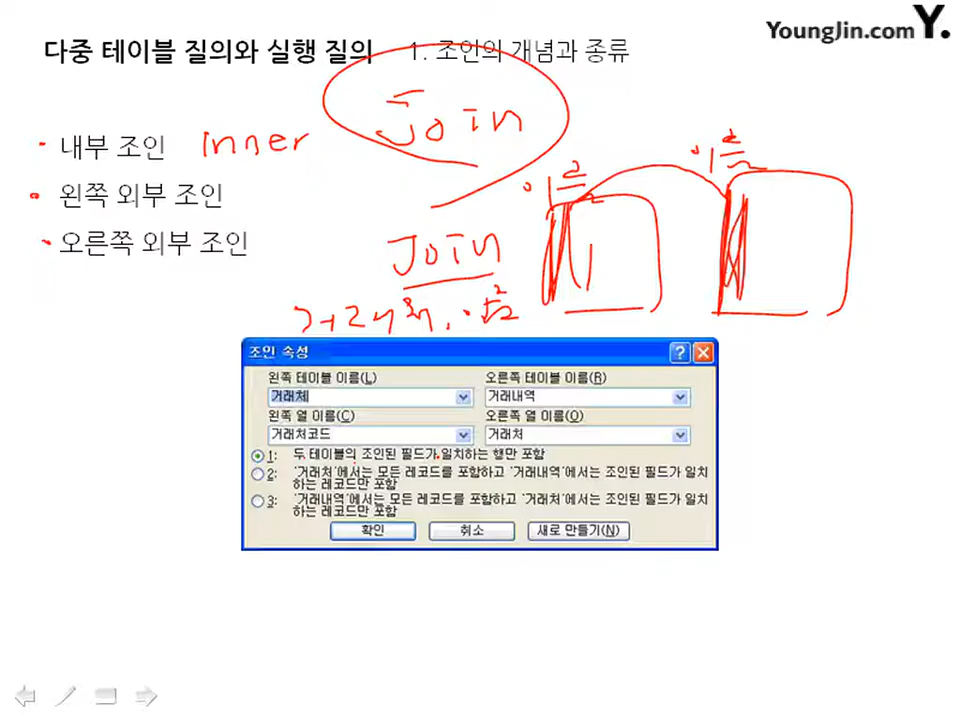 YoungJin.com Y.
다중 테이블 질의와 실행 질의 1. 조인의 개념과 종류
Join
내부 조인 Inner
왼쪽 외부 조인
오른쪽 외부 조인
Join
조인 속성
왼쪽 테이블 이름(L) 오른쪽 테이블 이름(R)
거래처 거래내역
왼쪽 열 이름(C) 오른쪽 열 이름(O)
거래처코드 거래처
1: 두 테이블의 조인된 필드가 일치하는 행만 포함
2: '거래처'에서는 모든 레코드를 포함하고 '거래내역'에서는 조인된 필드가 일치
하는 레코드만 포함
3: '거래내역'에서는 모든 레코드를 포함하고 '거래처'에서는 조인된 필드가 일치
하는 레코드만 포함
확인 취소 새로 만들기(N)